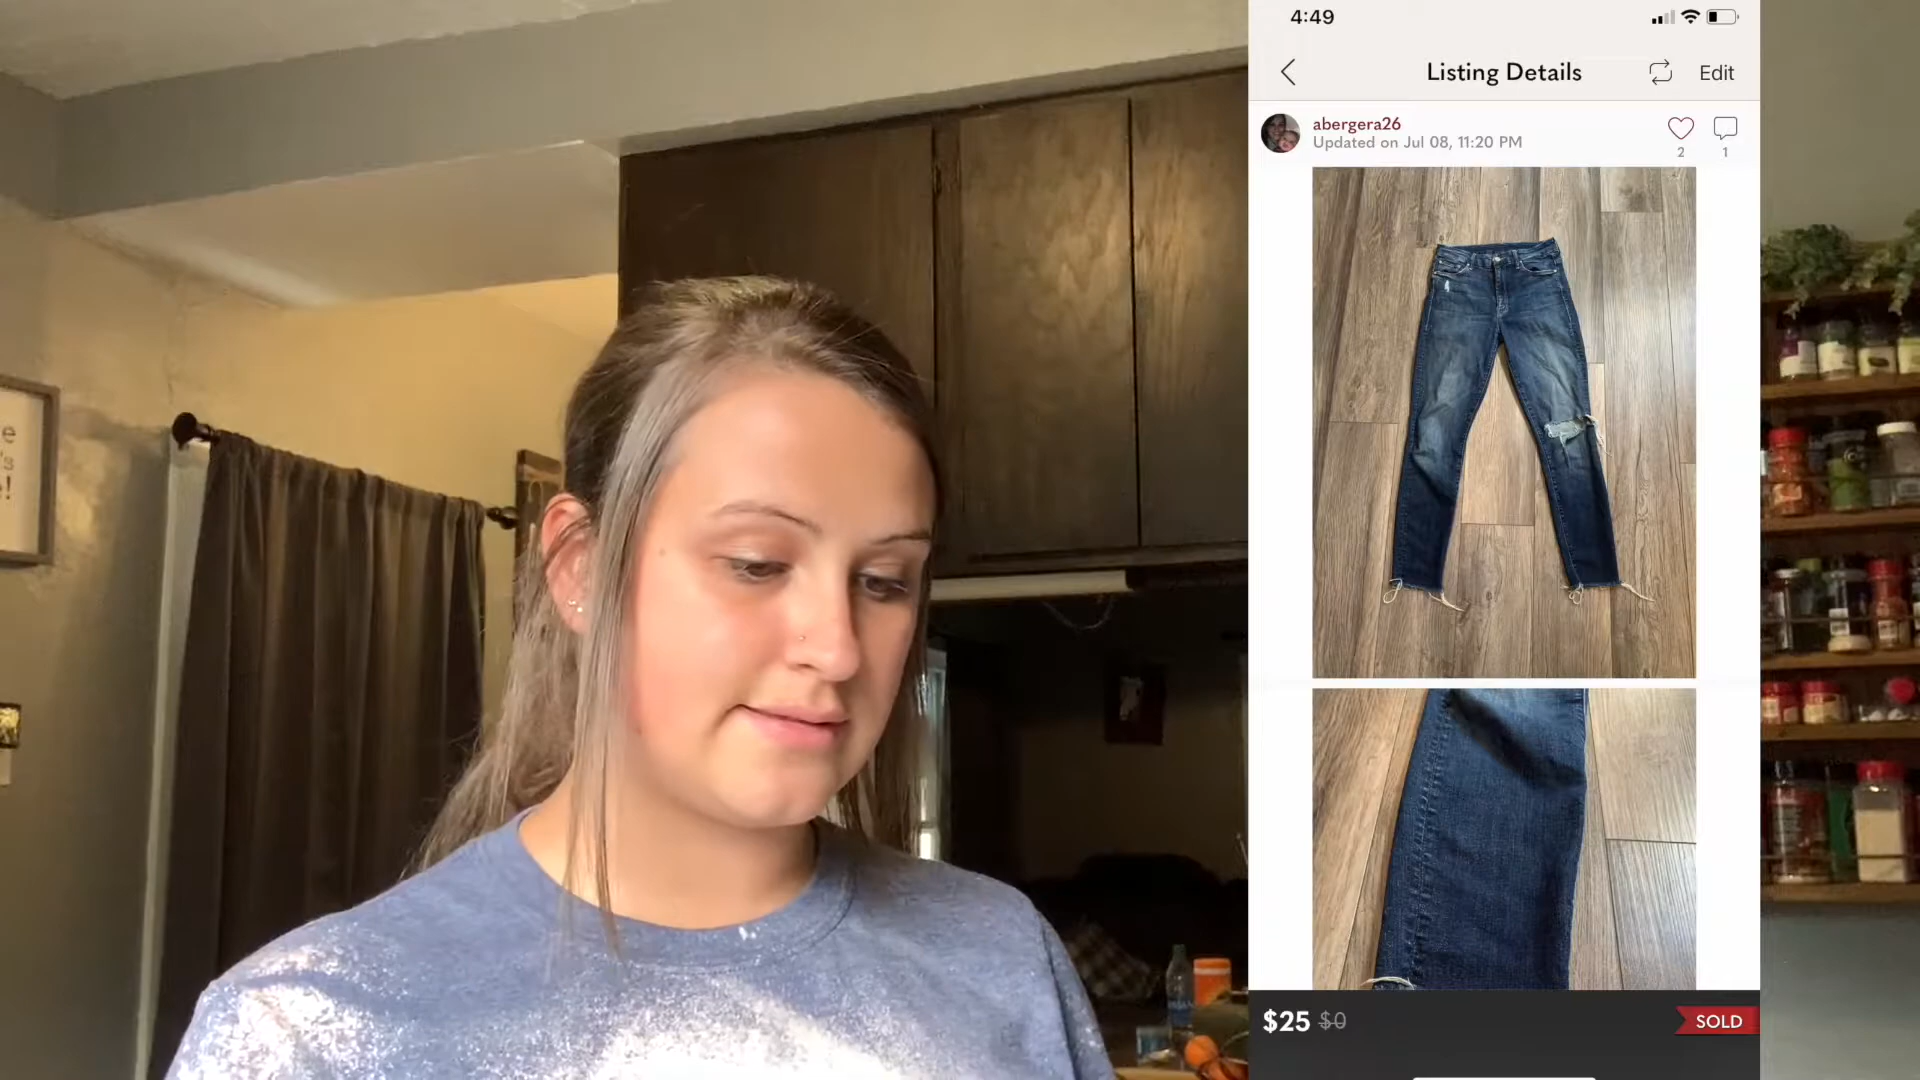 e
's
!
4:49
Listing Details
Edit
abergera26
Updated on Jul 08, 11:20 PM
2
1
$25 $0
SOLD